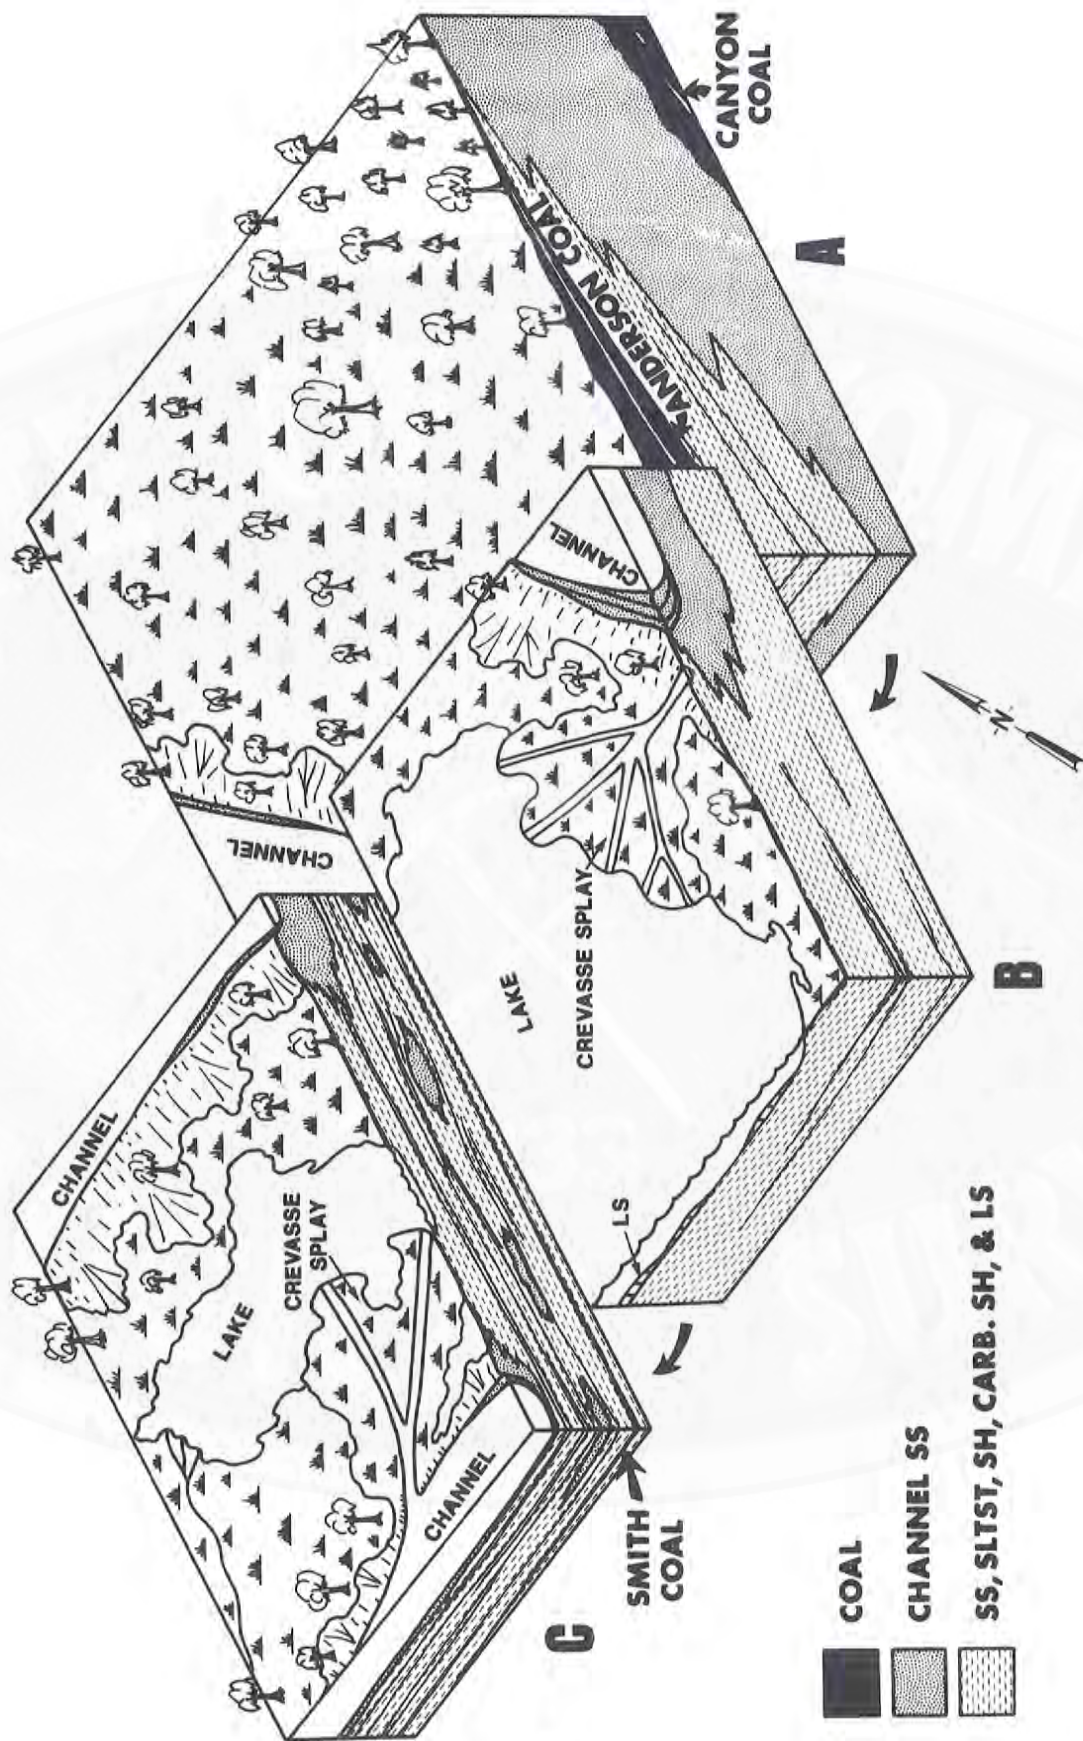 CHANNEL
LAKE
CREVASSE
SPLAY
CHANNEL
C
SMITH
COAL
CHANNEL
LAKE
CREVASSE SPLAY
CHANNEL
LS
B
ANDERSON COAL
CANYON
COAL
A
N
COAL
CHANNEL SS
SS, SLTST, SH, CARB. SH, & LS